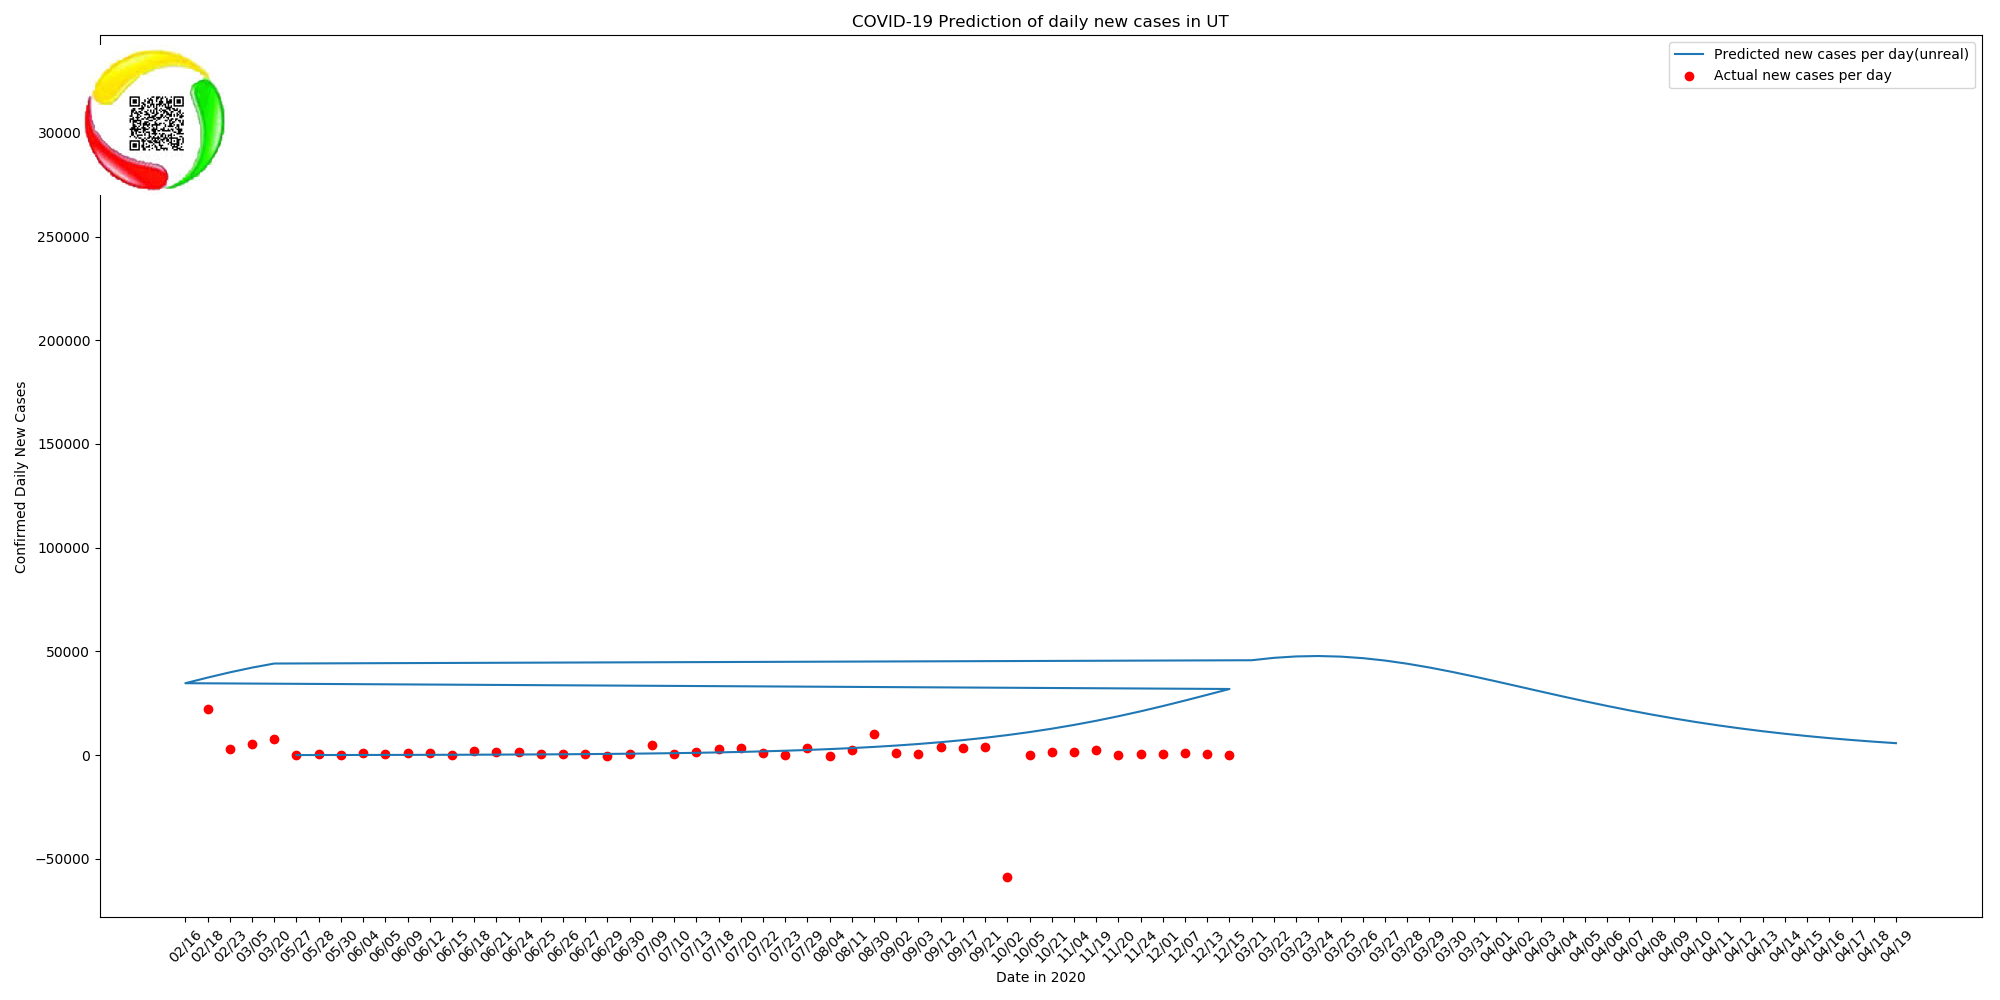 COVID-19 Prediction of daily new cases in UT
Predicted new cases per day(unreal)
Actual new cases per day
30000
250000
200000
150000
100000
50000
0
−50000
Confirmed Daily New Cases
02/16 02/18 02/23 03/05 03/20 05/27 05/28 05/30 06/04 06/05 06/09 06/12 06/15 06/18 06/21 06/24 06/25 06/26 06/27 06/29 06/30 07/09 07/10 07/13 07/18 07/20 07/22 07/23 07/29 08/04 08/11 08/30 09/02 09/03 09/12 09/17 09/21 10/02 10/05 10/21 11/04 11/19 11/20 11/24 12/01 12/07 12/13 12/15 03/21 03/22 03/23 03/24 03/25 03/26 03/27 03/28 03/29 03/30 03/31 04/01 04/02 04/03 04/04 04/05 04/06 04/07 04/08 04/09 04/10 04/11 04/12 04/13 04/14 04/15 04/16 04/17 04/18 04/19
Date in 2020